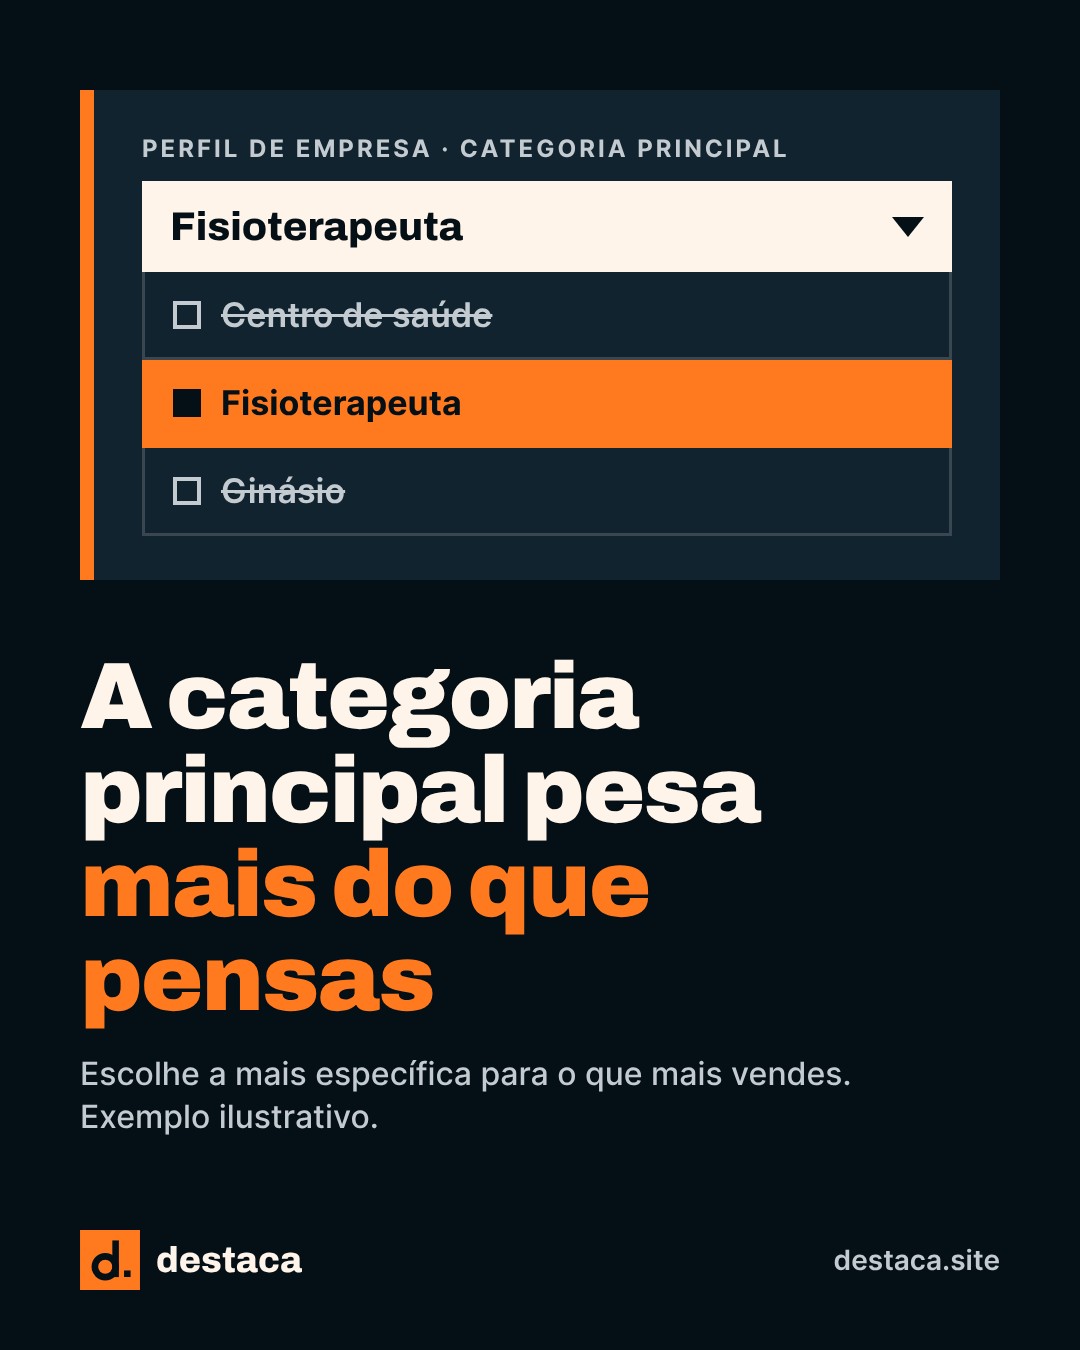 PERFIL DE EMPRESA · CATEGORIA PRINCIPAL
Fisioterapeuta
Centro de saúde
Fisioterapeuta
Ginásio
A categoria
principal pesa
mais do que
pensas
Escolhe a mais específica para o que mais vendes.
Exemplo ilustrativo.
d. destaca
destaca.site